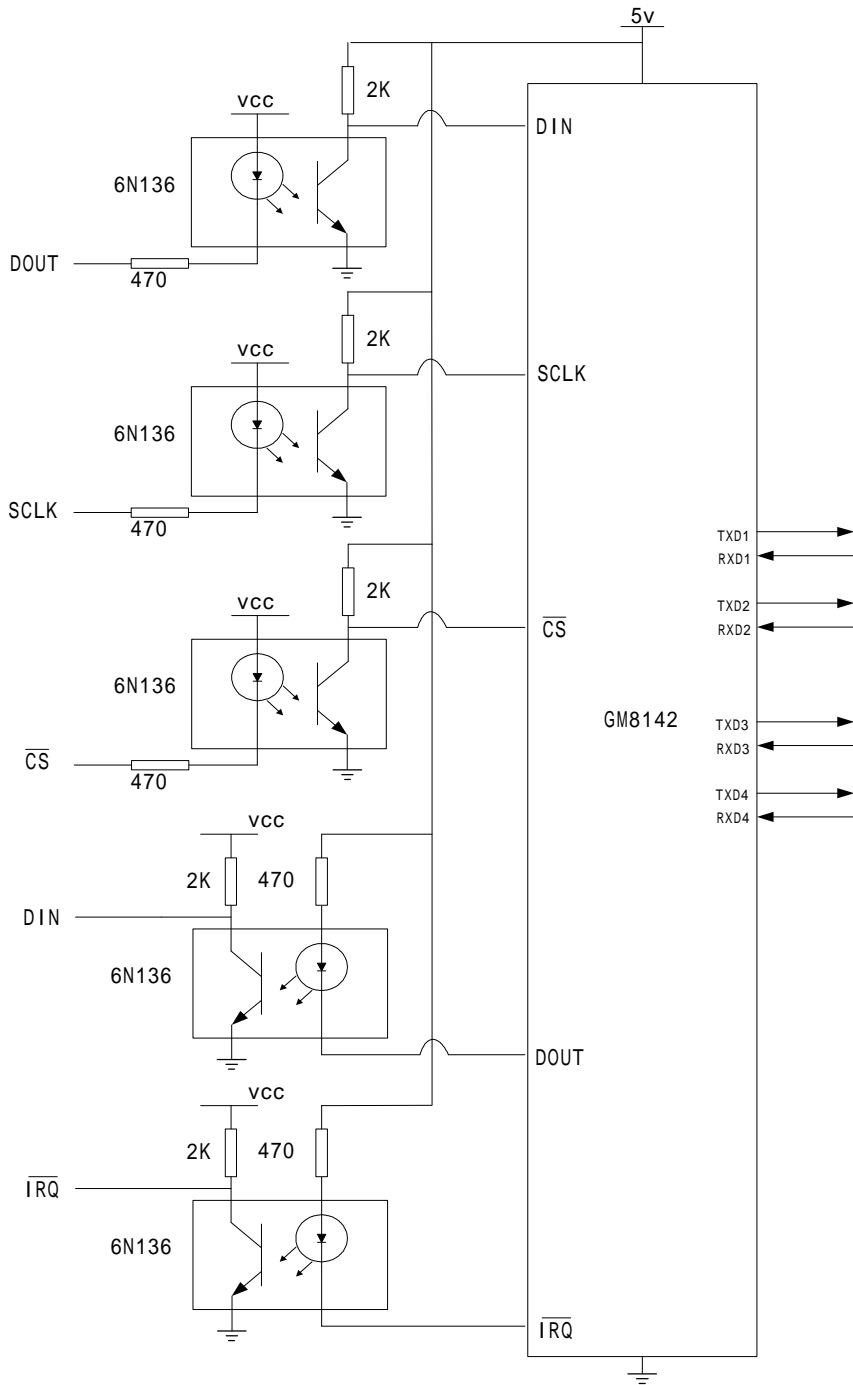 5v
2K
vcc
DIN
6N136
DOUT
470
2K
vcc
SCLK
6N136
SCLK
470
TXD1
RXD1
2K
vcc
TXD2
CS
RXD2
6N136
GM8142
TXD3
RXD3
CS
470
TXD4
RXD4
vcc
2K
470
DIN
6N136
DOUT
vcc
2K
470
IRQ
6N136
IRQ